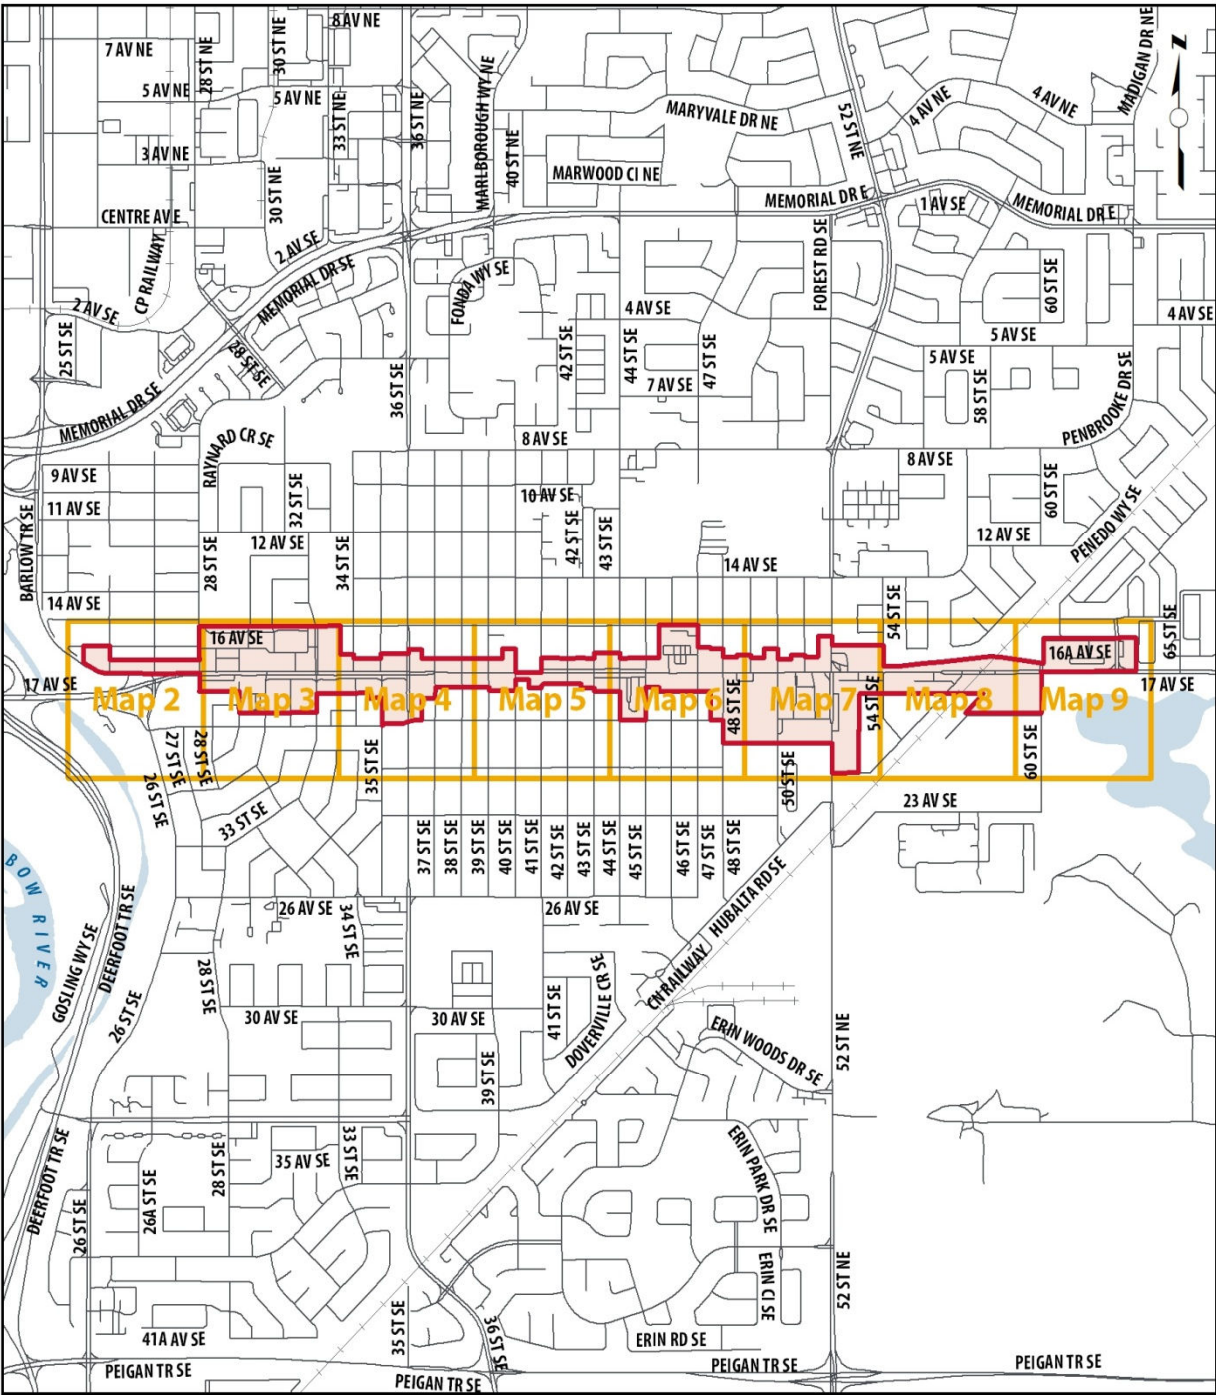 8 AV NE
7 AV NE
28 ST NE
30 ST NE
5 AV NE
5 AV NE
33 ST NE
36 ST NE
MARLBOROUGH WY NE
40 ST NE
MARYVALE DR NE
52 ST NE
4 AV NE
4 AV NE
MADIGAN DR NE
N
3 AV NE
30 ST NE
MARWOOD CI NE
MEMORIAL DR E
1 AV SE
MEMORIAL DR E
CENTRE AV E
CP RAILWAY
2 AV SE
MEMORIAL DR SE
FONDA WY SE
FOREST RD SE
60 ST SE
2 AV SE
25 ST SE
28 ST SE
36 ST SE
42 ST SE
4 AV SE
44 ST SE
47 ST SE
7 AV SE
4 AV SE
5 AV SE
5 AV SE
58 ST SE
PENBROOKE DR SE
MEMORIAL DR SE
RAYNARD CR SE
8 AV SE
8 AV SE
9 AV SE
11 AV SE
32 ST SE
10 AV SE
42 ST SE
43 ST SE
60 ST SE
PENEDO WY SE
BARLOW TR SE
28 ST SE
12 AV SE
34 ST SE
12 AV SE
14 AV SE
14 AV SE
54 ST SE
65 ST SE
16 AV SE
16A AV SE
17 AV SE
17 AV SE
Map 2
Map 3
Map 4
Map 5
Map 6
Map 7
Map 8
Map 9
48 ST SE
54 ST SE
27 ST SE
28 ST SE
26 ST SE
35 ST SE
50 ST SE
60 ST SE
33 ST SE
23 AV SE
37 ST SE
38 ST SE
39 ST SE
40 ST SE
41 ST SE
42 ST SE
43 ST SE
44 ST SE
45 ST SE
46 ST SE
47 ST SE
48 ST SE
BOW RIVER
GOSLING WY SE
DEERFOOT TR SE
26 AV SE
34 ST SE
26 AV SE
HUBALTA RD SE
CN RAILWAY
28 ST SE
26 ST SE
30 AV SE
30 AV SE
41 ST SE
DOVERVILLE CR SE
39 ST SE
ERIN WOODS DR SE
52 ST NE
DEERFOOT TR SE
26 ST SE
26A ST SE
28 ST SE
35 AV SE
33 ST SE
ERIN PARK DR SE
ERIN CI SE
52 ST NE
41A AV SE
35 ST SE
36 ST SE
ERIN RD SE
PEIGAN TR SE
PEIGAN TR SE
PEIGAN TR SE
PEIGAN TR SE